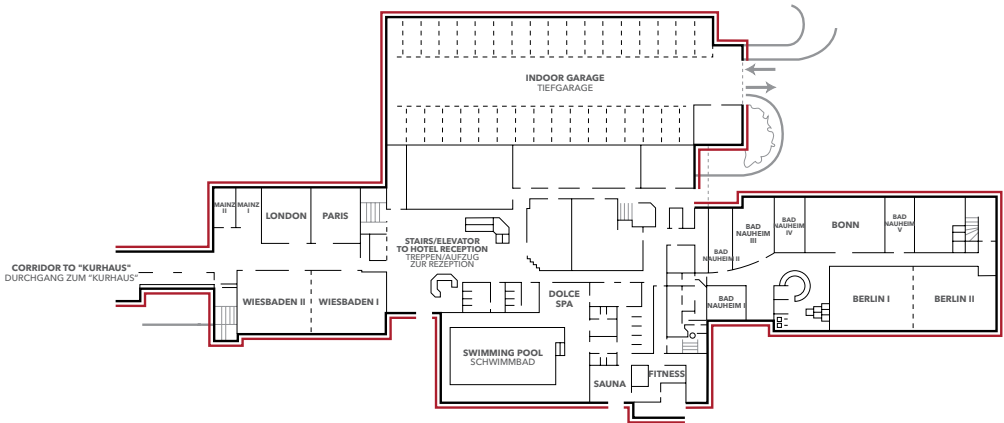 INDOOR GARAGE
TIEFGARAGE
MAINZ
II
MAINZ
I
LONDON
PARIS
STAIRS/ELEVATOR
TO HOTEL RECEPTION
TREPPEN/AUFZUG
ZUR REZEPTION
BAD
NAUHEIM II
BAD
NAUHEIM
III
BAD
NAUHEIM
IV
BONN
BAD
NAUHEIM
V
CORRIDOR TO "KURHAUS"
DURCHGANG ZUM "KURHAUS"
WIESBADEN II
WIESBADEN I
DOLCE
SPA
BAD
NAUHEIM I
BERLIN I
BERLIN II
SWIMMING POOL
SCHWIMMBAD
SAUNA
FITNESS